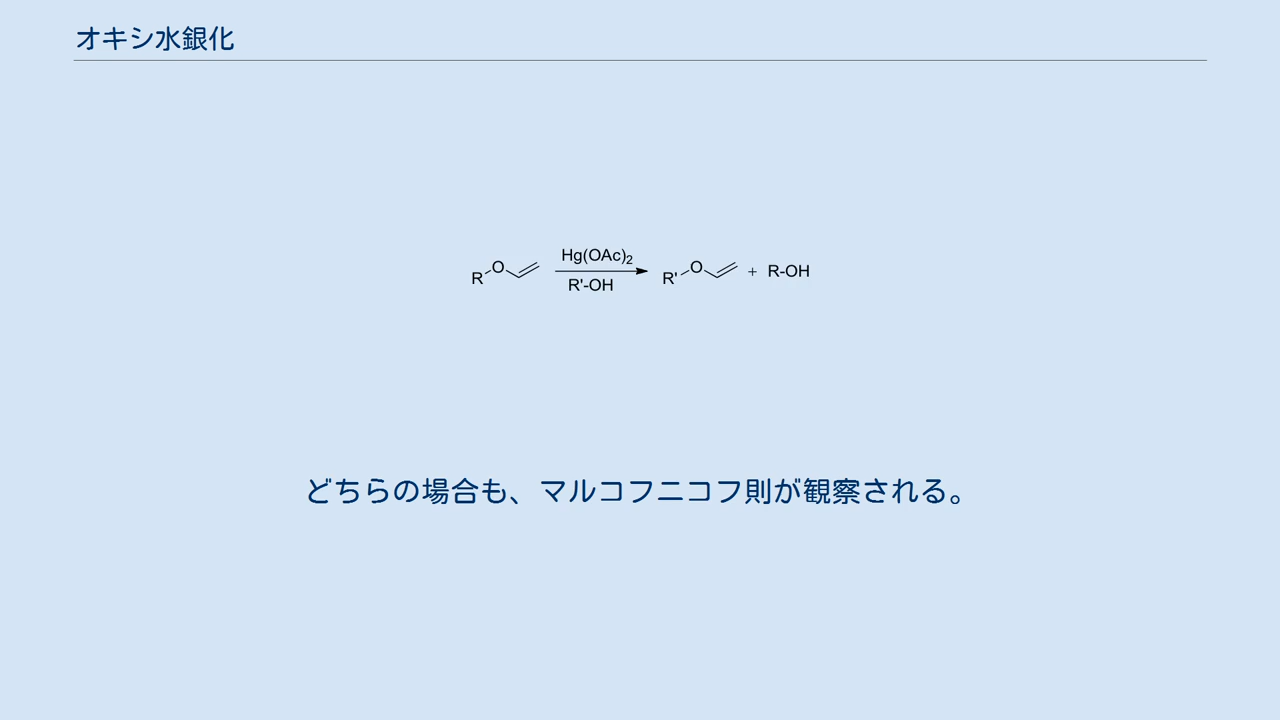 オキシ水銀化
Hg(OAc)₂
R O R'-OH R' O + R-OH
どちらの場合も、マルコフニコフ則が観察される。